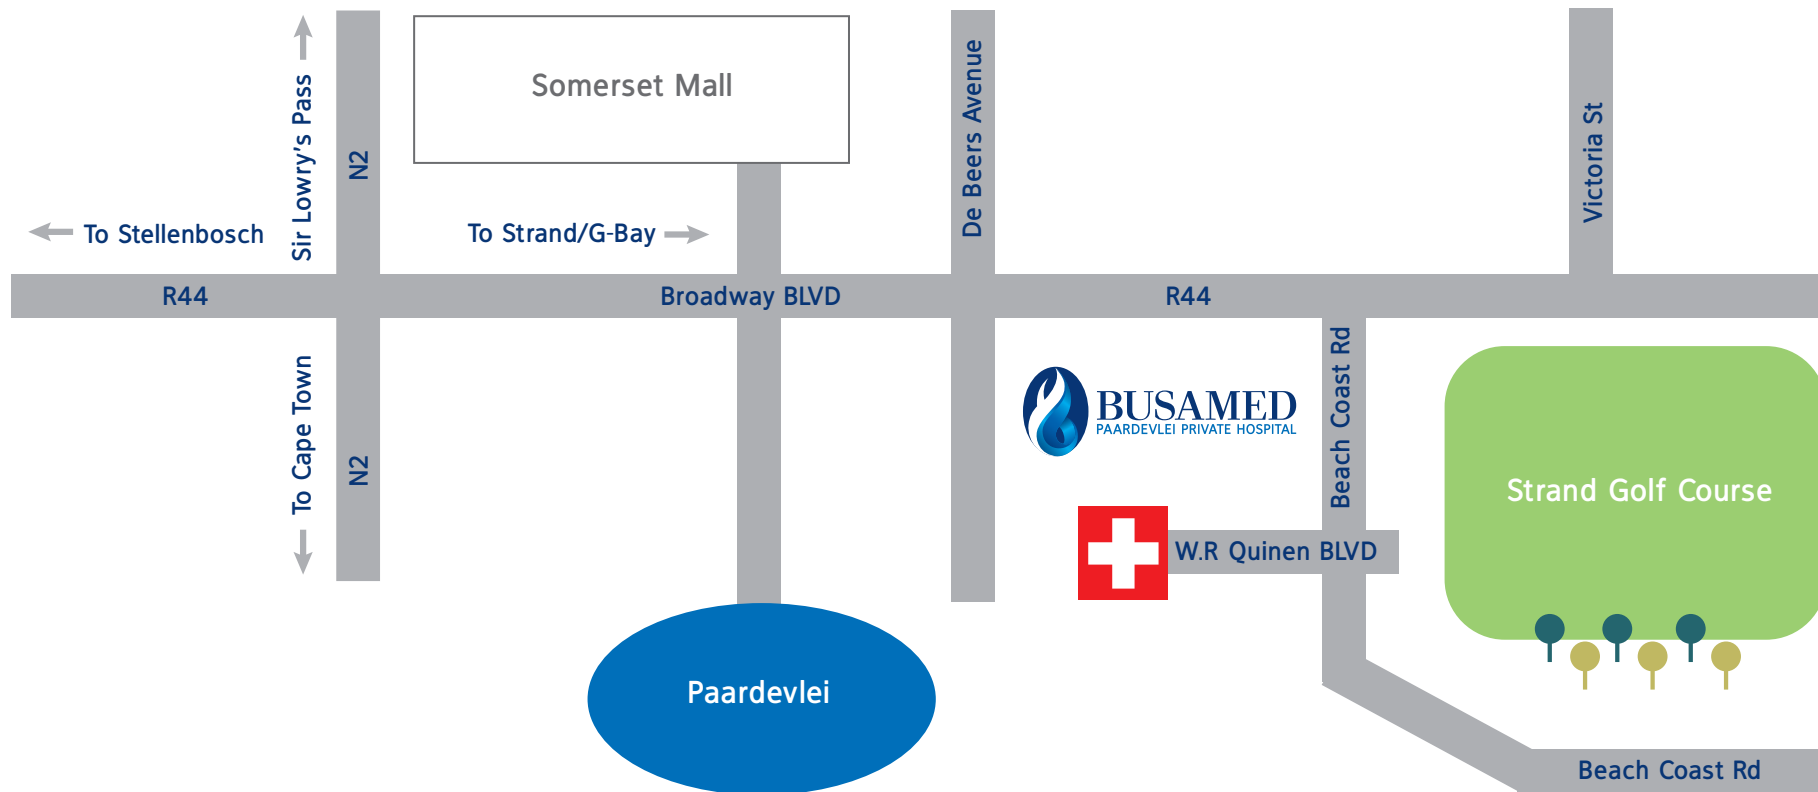 Sir Lowry's Pass
N2
Somerset Mall
De Beers Avenue
Victoria St
To Stellenbosch
To Strand/G-Bay
R44
Broadway BLVD
R44
To Cape Town
N2
BUSAMED
PAARDEVLEI PRIVATE HOSPITAL
Beach Coast Rd
Strand Golf Course
W.R Quinen BLVD
Paardevlei
Beach Coast Rd